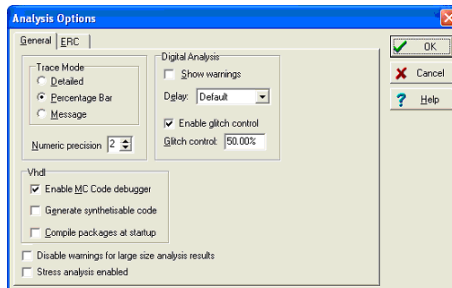 Analysis Options
General ERC
Trace Mode
Detailed
Percentage Bar
Message
Numeric precision 2
Digital Analysis
Show warnings
Delay: Default
Enable glitch control
Glitch control: 50.00%
Vhdl
Enable MC Code debugger
Generate synthetisable code
Compile packages at startup
Disable warnings for large size analysis results
Stress analysis enabled
OK
Cancel
Help